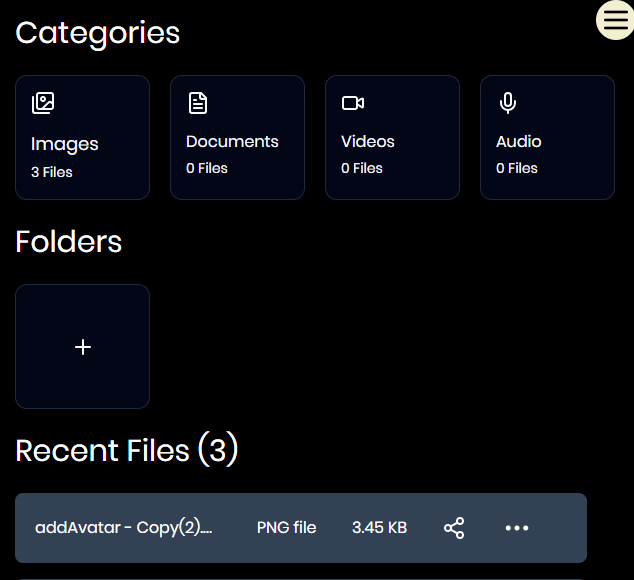 Categories
Images
3 Files
Documents
0 Files
Videos
0 Files
Audio
0 Files
Folders
Recent Files (3)
addAvatar - Copy(2).... PNG file 3.45 KB